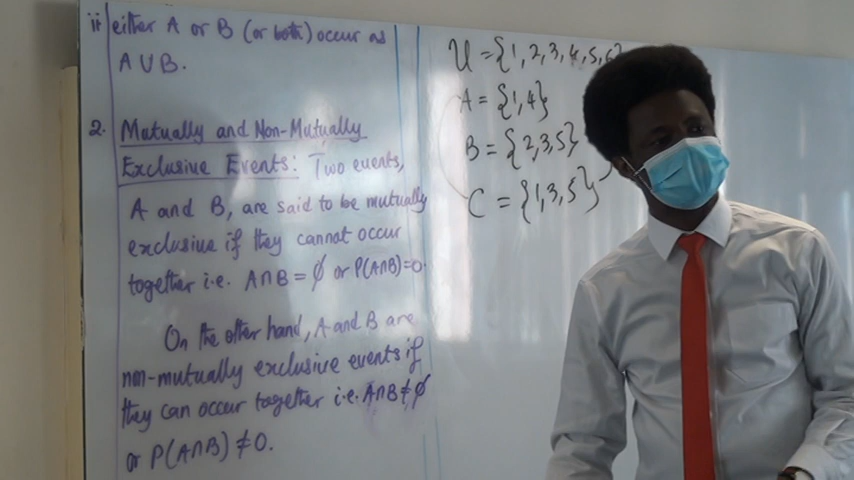 ii either A or B (or both) occur as
A∪B.
2. Mutually and Non-Mutually
Exclusive Events: Two events,
A and B, are said to be mutually
exclusive if they cannot occur
together i.e. A∩B = ∅ or P(A∩B)=0.
On the other hand, A and B are
non-mutually exclusive events if
they can occur together i.e. A∩B ≠ ∅
or P(A∩B) ≠ 0.
U = {1, 2, 3, 4, 5, 6
A = {1,4}
B = {2,3,5}
C = {1,3,5}